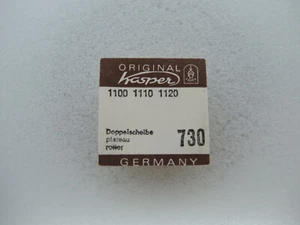 ORIGINAL
Kasper
1100 1110 1120
Doppelscheibe
plateau
roller
730
GERMANY